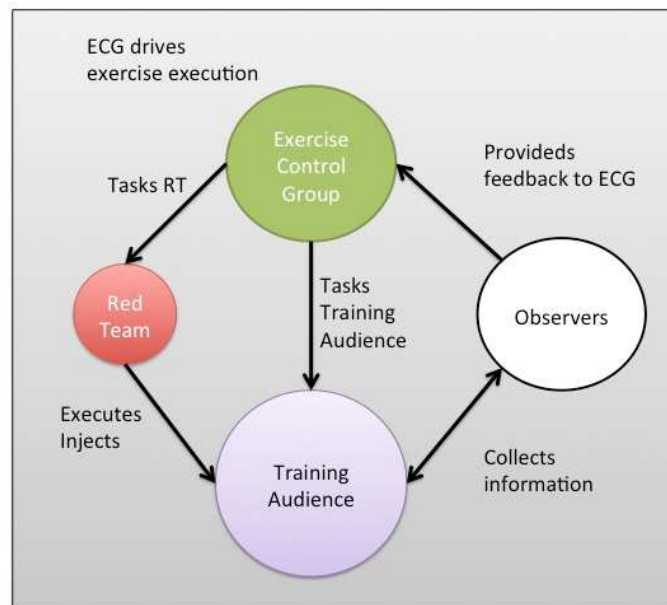 ECG drives
exercise execution
Exercise
Control
Group
Provideds
feedback to ECG
Tasks RT
Red
Team
Tasks
Training
Audience
Observers
Executes
Injects
Training
Audience
Collects
information